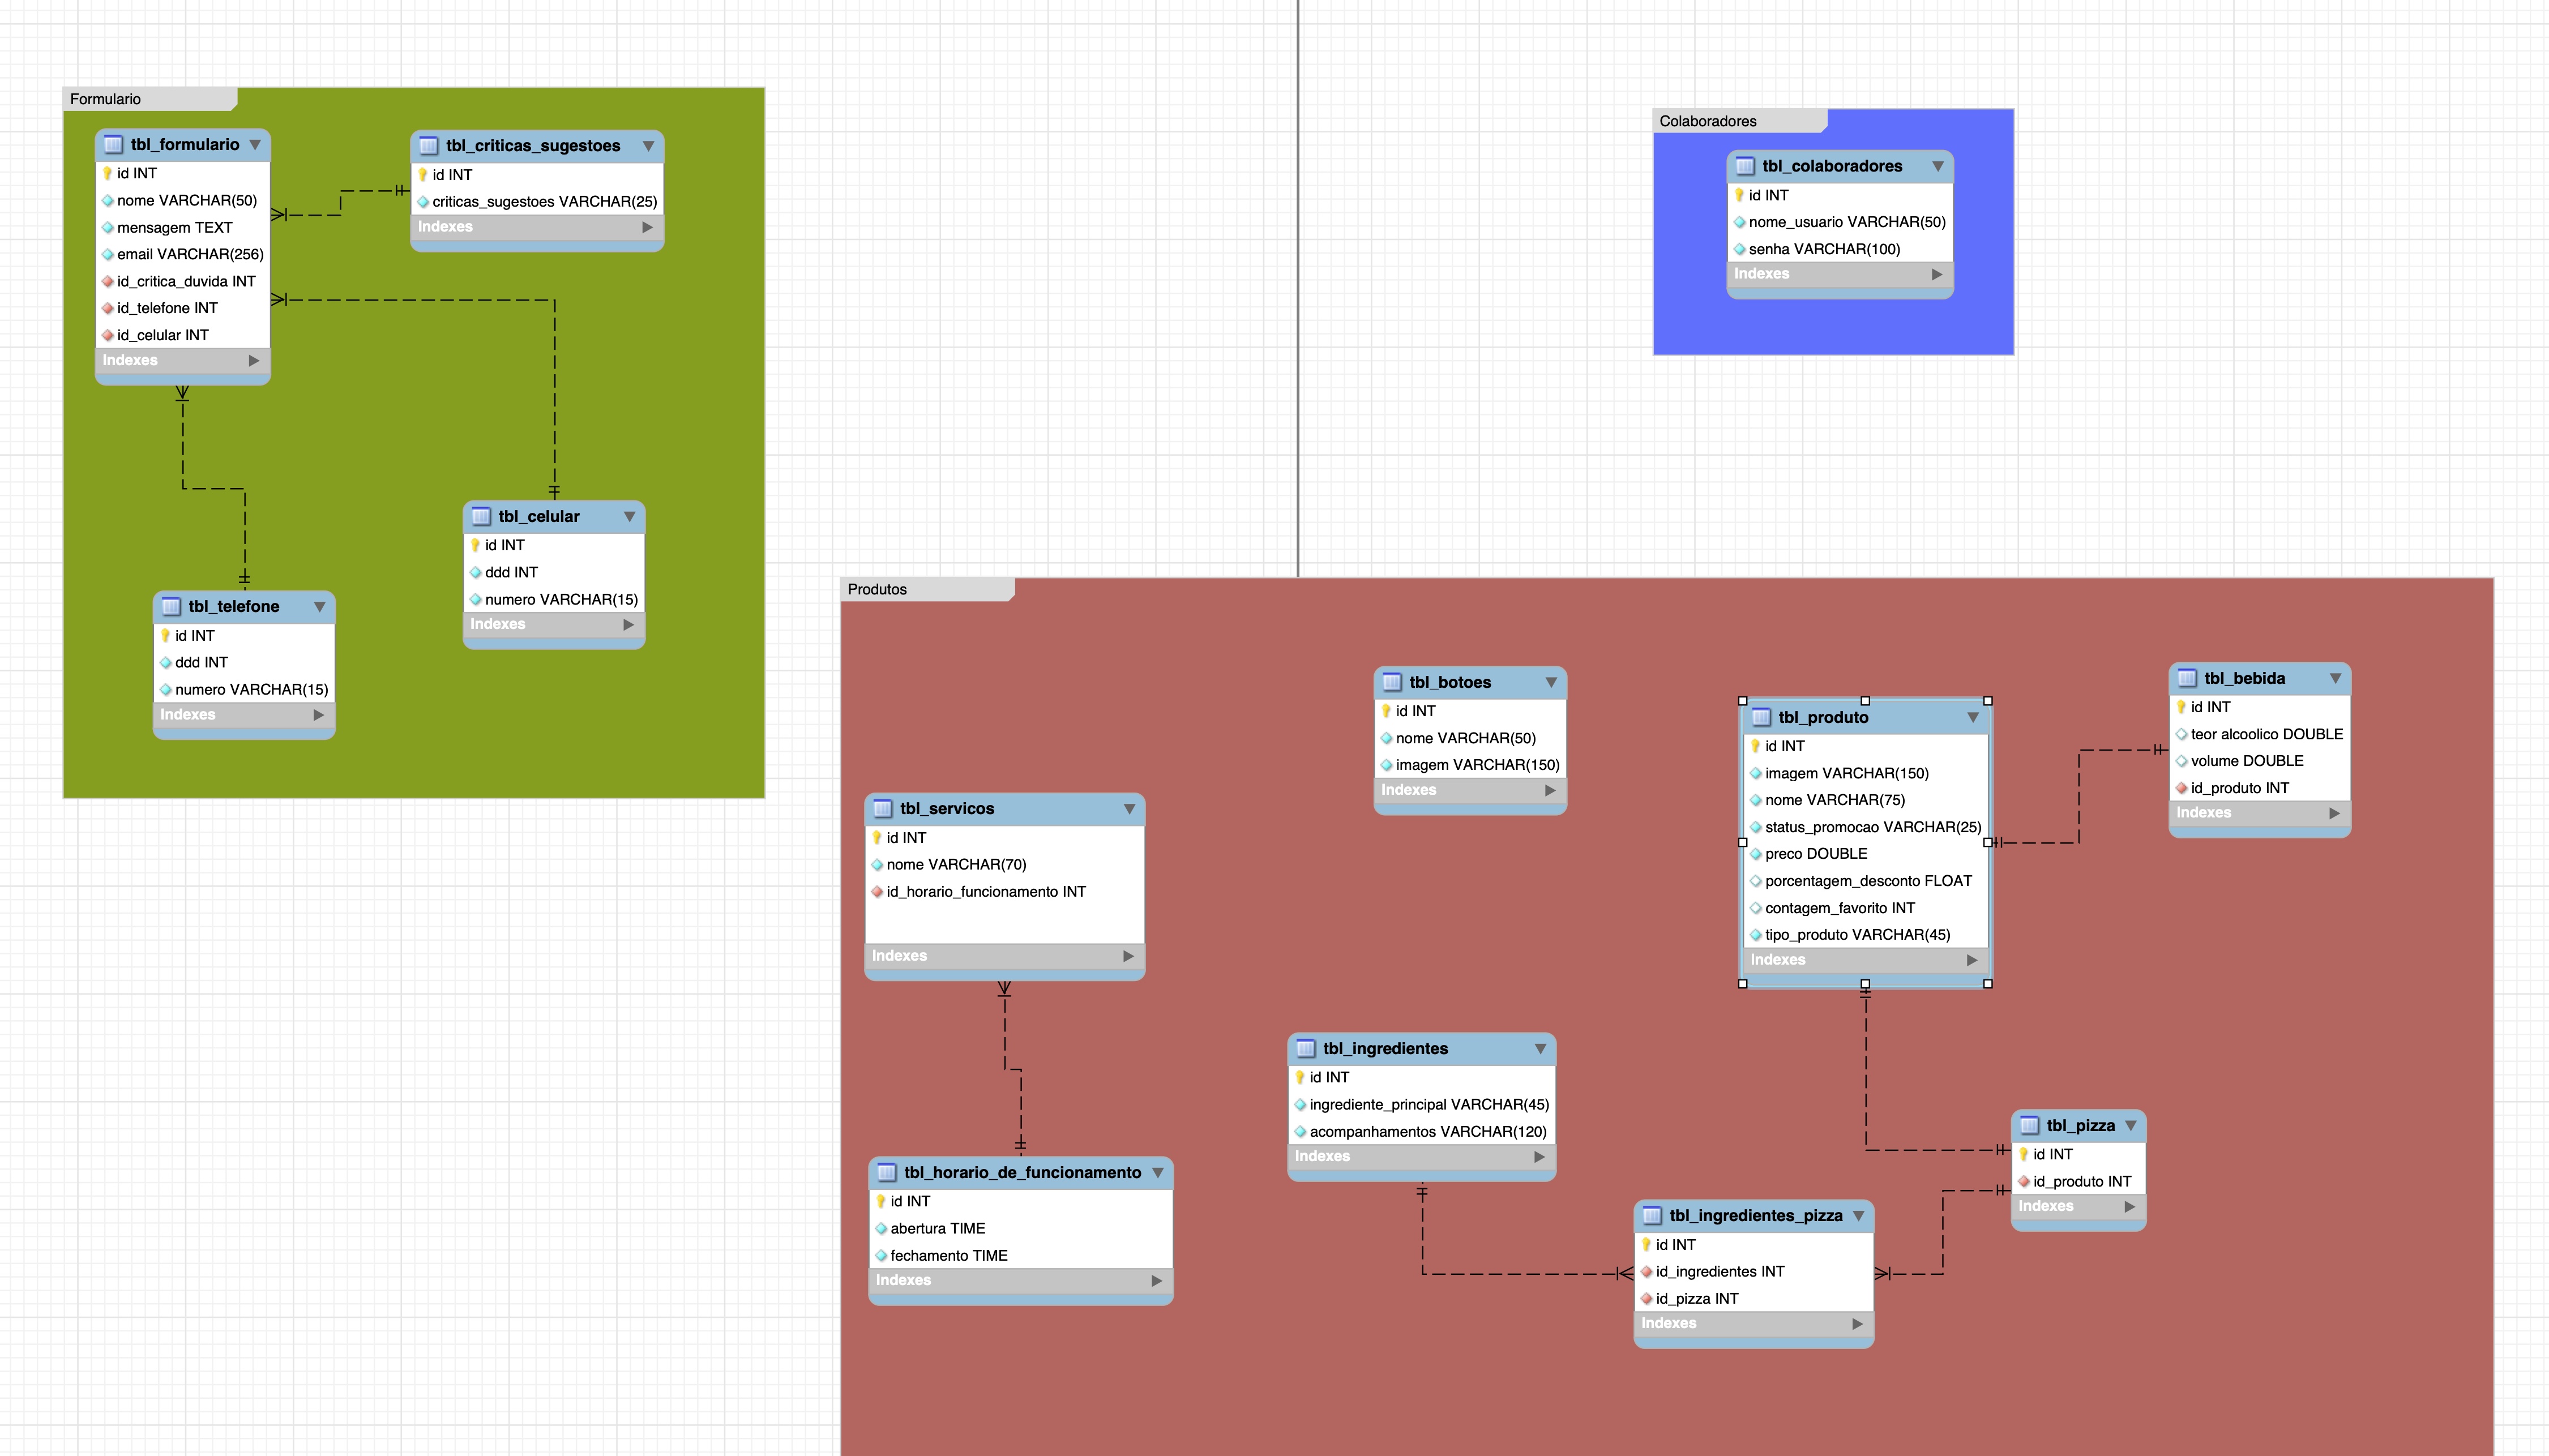 Formulario
tbl_formulario
id INT
nome VARCHAR(50)
mensagem TEXT
email VARCHAR(256)
id_critica_duvida INT
id_telefone INT
id_celular INT
Indexes
tbl_criticas_sugestoes
id INT
criticas_sugestoes VARCHAR(25)
Indexes
tbl_celular
id INT
ddd INT
numero VARCHAR(15)
Indexes
tbl_telefone
id INT
ddd INT
numero VARCHAR(15)
Indexes
Colaboradores
tbl_colaboradores
id INT
nome_usuario VARCHAR(50)
senha VARCHAR(100)
Indexes
Produtos
tbl_botoes
id INT
nome VARCHAR(50)
imagem VARCHAR(150)
Indexes
tbl_produto
id INT
imagem VARCHAR(150)
nome VARCHAR(75)
status_promocao VARCHAR(25)
preco DOUBLE
porcentagem_desconto FLOAT
contagem_favorito INT
tipo_produto VARCHAR(45)
Indexes
tbl_bebida
id INT
teor alcoolico DOUBLE
volume DOUBLE
id_produto INT
Indexes
tbl_servicos
id INT
nome VARCHAR(70)
id_horario_funcionamento INT
Indexes
tbl_ingredientes
id INT
ingrediente_principal VARCHAR(45)
acompanhamentos VARCHAR(120)
Indexes
tbl_pizza
id INT
id_produto INT
Indexes
tbl_horario_de_funcionamento
id INT
abertura TIME
fechamento TIME
Indexes
tbl_ingredientes_pizza
id INT
id_ingredientes INT
id_pizza INT
Indexes